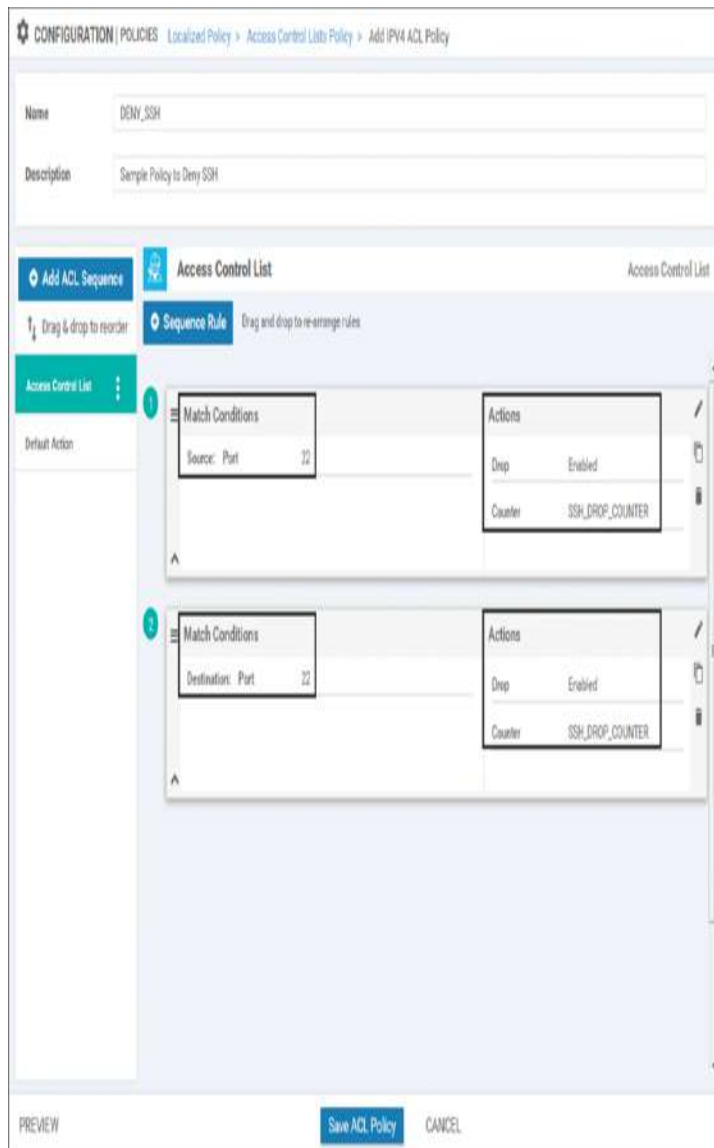 CONFIGURATION | POLICIES Localized Policy > Access Control Lists Policy > Add IPV4 ACL Policy
Name DENY_SSH
Description Sample Policy to Deny SSH
Add ACL Sequence
Access Control List Access Control List
Drag & drop to reorder
Sequence Rule Drag and drop to re-arrange rules
Access Control List
Default Action
1
Match Conditions Actions
Source: Port 22 Drop Enabled
Counter SSH_DROP_COUNTER
2
Match Conditions Actions
Destination: Port 22 Drop Enabled
Counter SSH_DROP_COUNTER
PREVIEW Save ACL Policy CANCEL